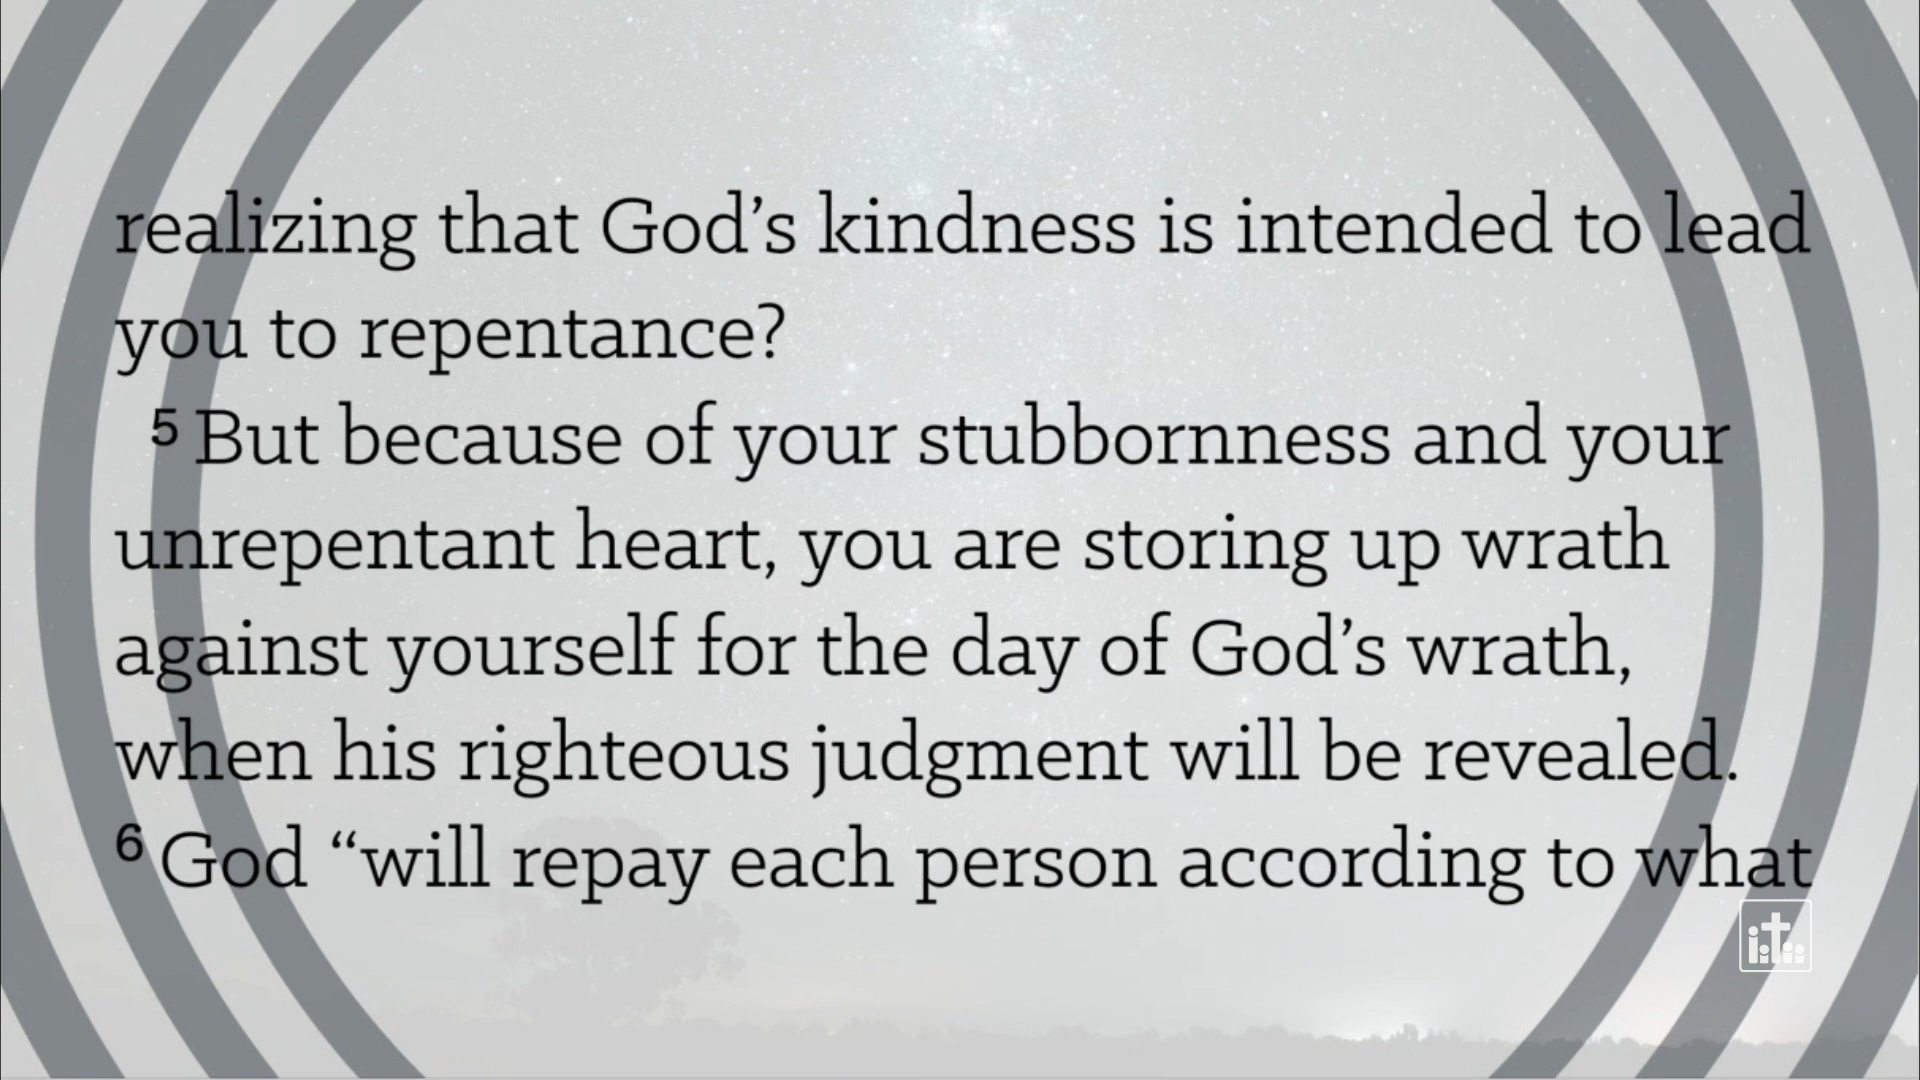 realizing that God’s kindness is intended to lead
you to repentance?
5 But because of your stubbornness and your
unrepentant heart, you are storing up wrath
against yourself for the day of God’s wrath,
when his righteous judgment will be revealed.
6 God “will repay each person according to what